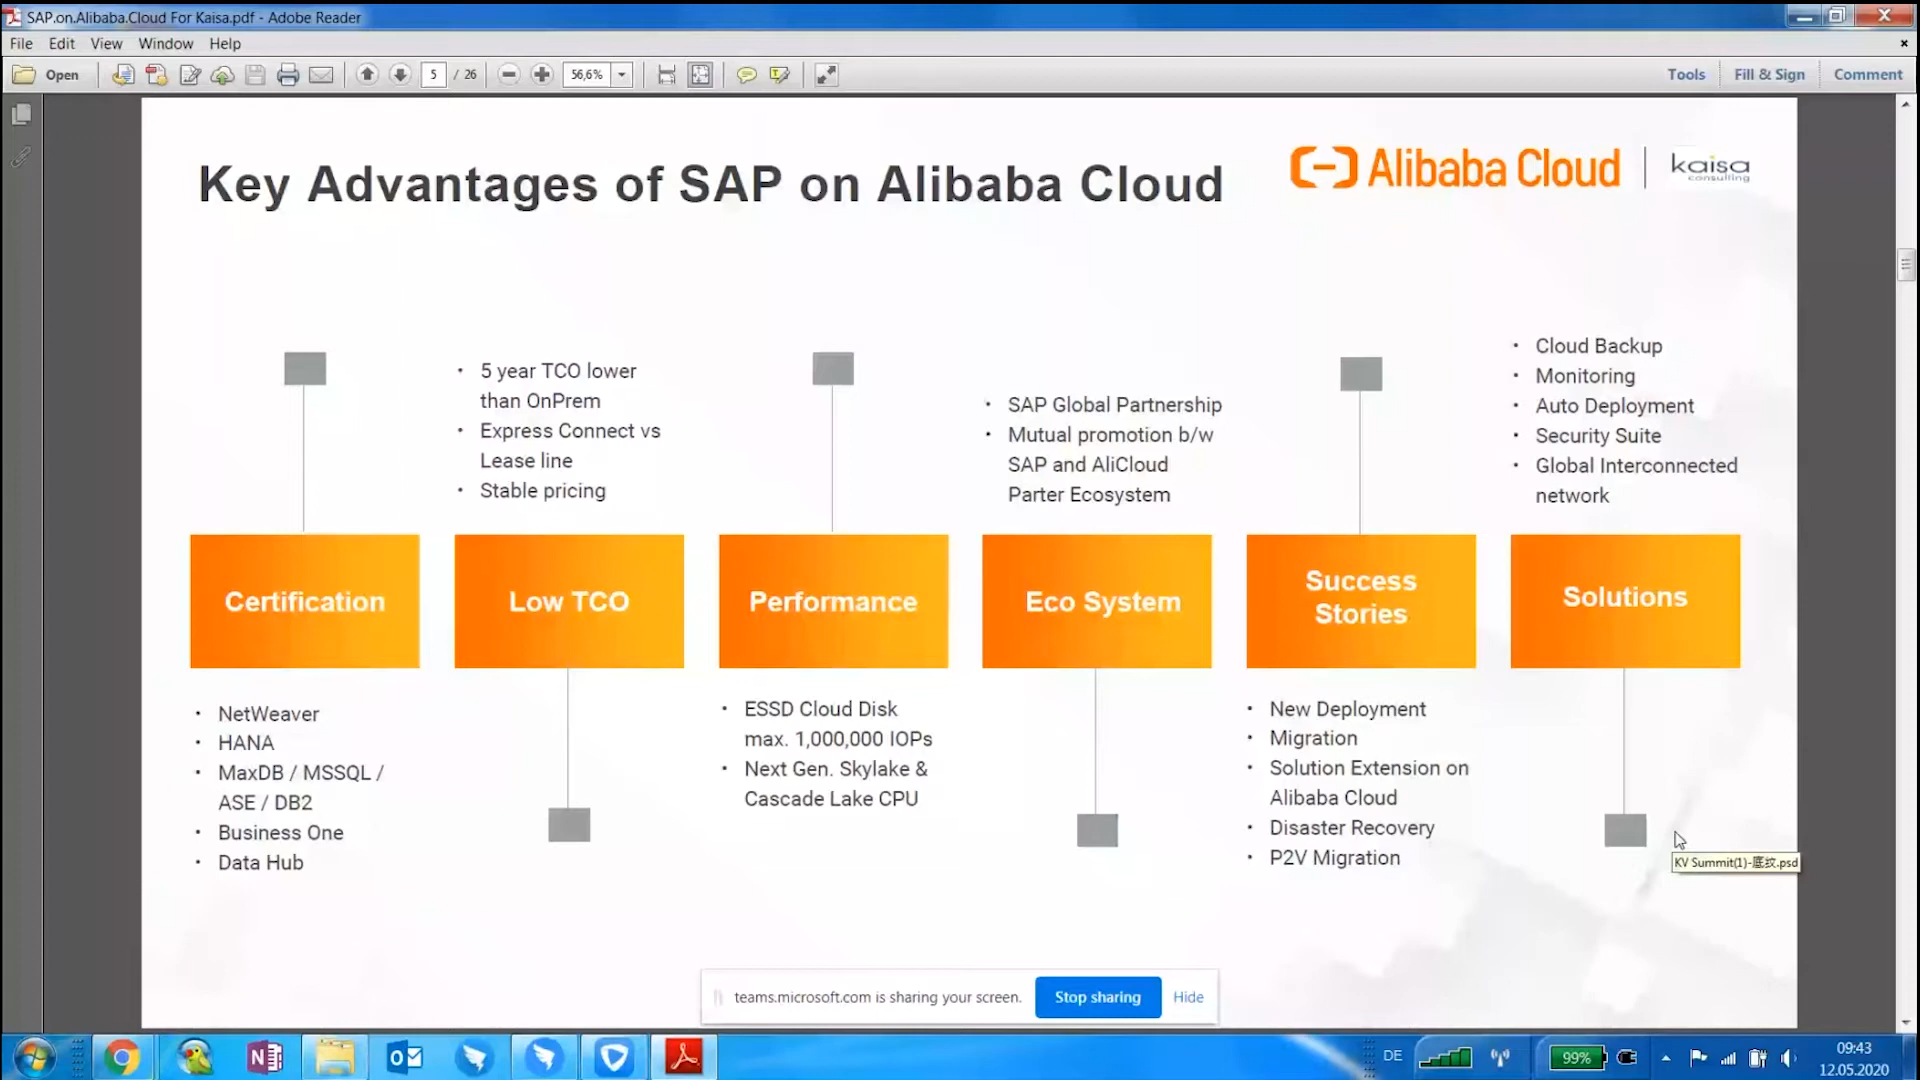 SAP.on.Alibaba.Cloud For Kaisa.pdf - Adobe Reader
File Edit View Window Help
Open 5 / 26 56,6% Tools Fill & Sign Comment
Key Advantages of SAP on Alibaba Cloud
Alibaba Cloud
kaisa
consulting
• 5 year TCO lower
than OnPrem
• Express Connect vs
Lease line
• Stable pricing
• SAP Global Partnership
• Mutual promotion b/w
SAP and AliCloud
Parter Ecosystem
• Cloud Backup
• Monitoring
• Auto Deployment
• Security Suite
• Global Interconnected
network
Certification
Low TCO
Performance
Eco System
Success
Stories
Solutions
• NetWeaver
• HANA
• MaxDB / MSSQL /
ASE / DB2
• Business One
• Data Hub
• ESSD Cloud Disk
max. 1,000,000 IOPs
• Next Gen. Skylake &
Cascade Lake CPU
• New Deployment
• Migration
• Solution Extension on
Alibaba Cloud
• Disaster Recovery
• P2V Migration
KV Summit(1)-底纹.psd
teams.microsoft.com is sharing your screen. Stop sharing Hide
DE 99% 09:43
12.05.2020